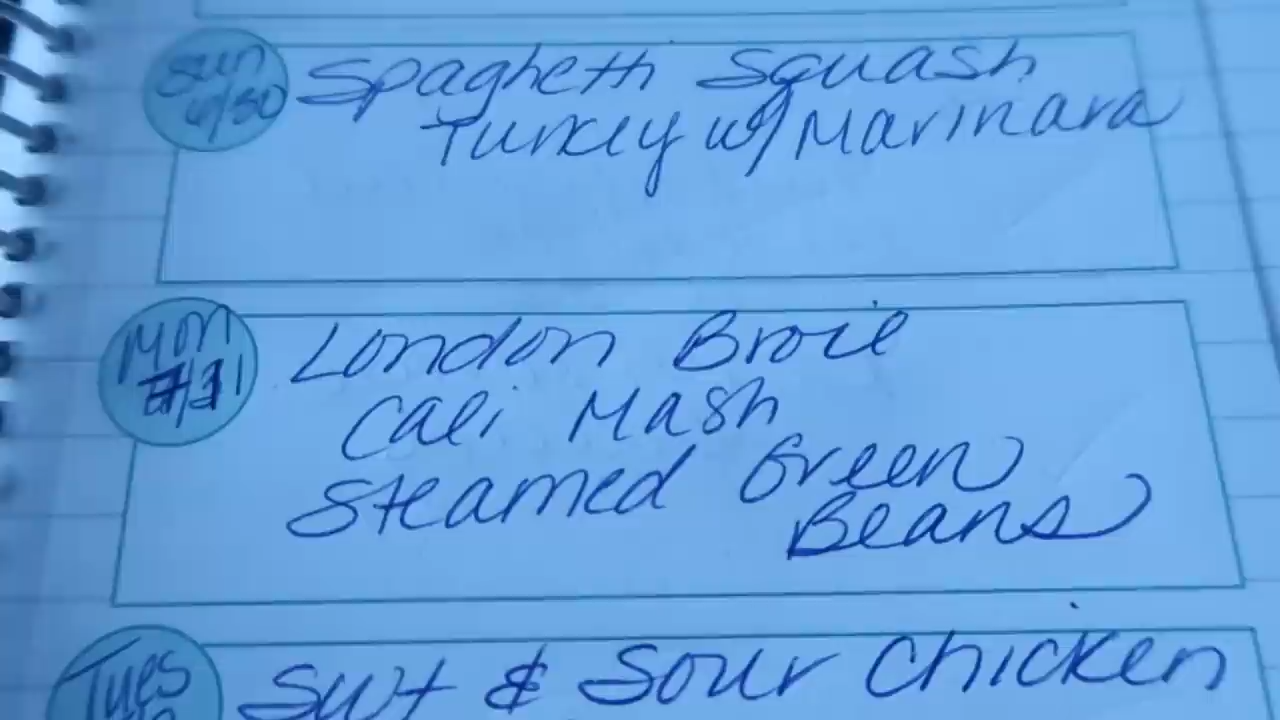 Sun
6/30
Spaghetti Squash
Turkey w/ Marinara
Mon
London Broil
Cali Mash
Steamed Green
Beans
Tues
Swt & Sour Chicken